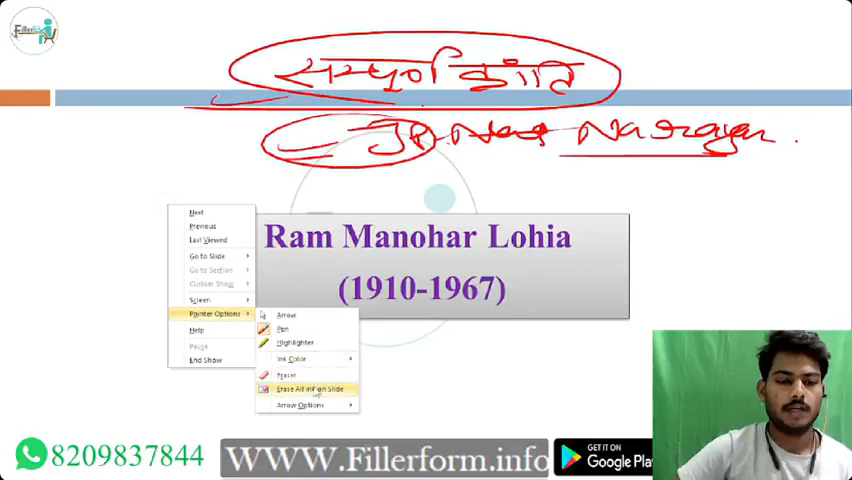 Fillerform
सम्पूर्ण क्रांति
JP. Narayan.
Ram Manohar Lohia
(1910-1967)
Next
Previous
Last Viewed
Go to Slide
Go to Section
Custom Show
Screen
Pointer Options
Help
Pause
End Show
Arrow
Pen
Highlighter
Ink Color
Eraser
Erase All Ink on Slide
Arrow Options
8209837844
WWW.Fillerform.info
GET IT ON
Google Play